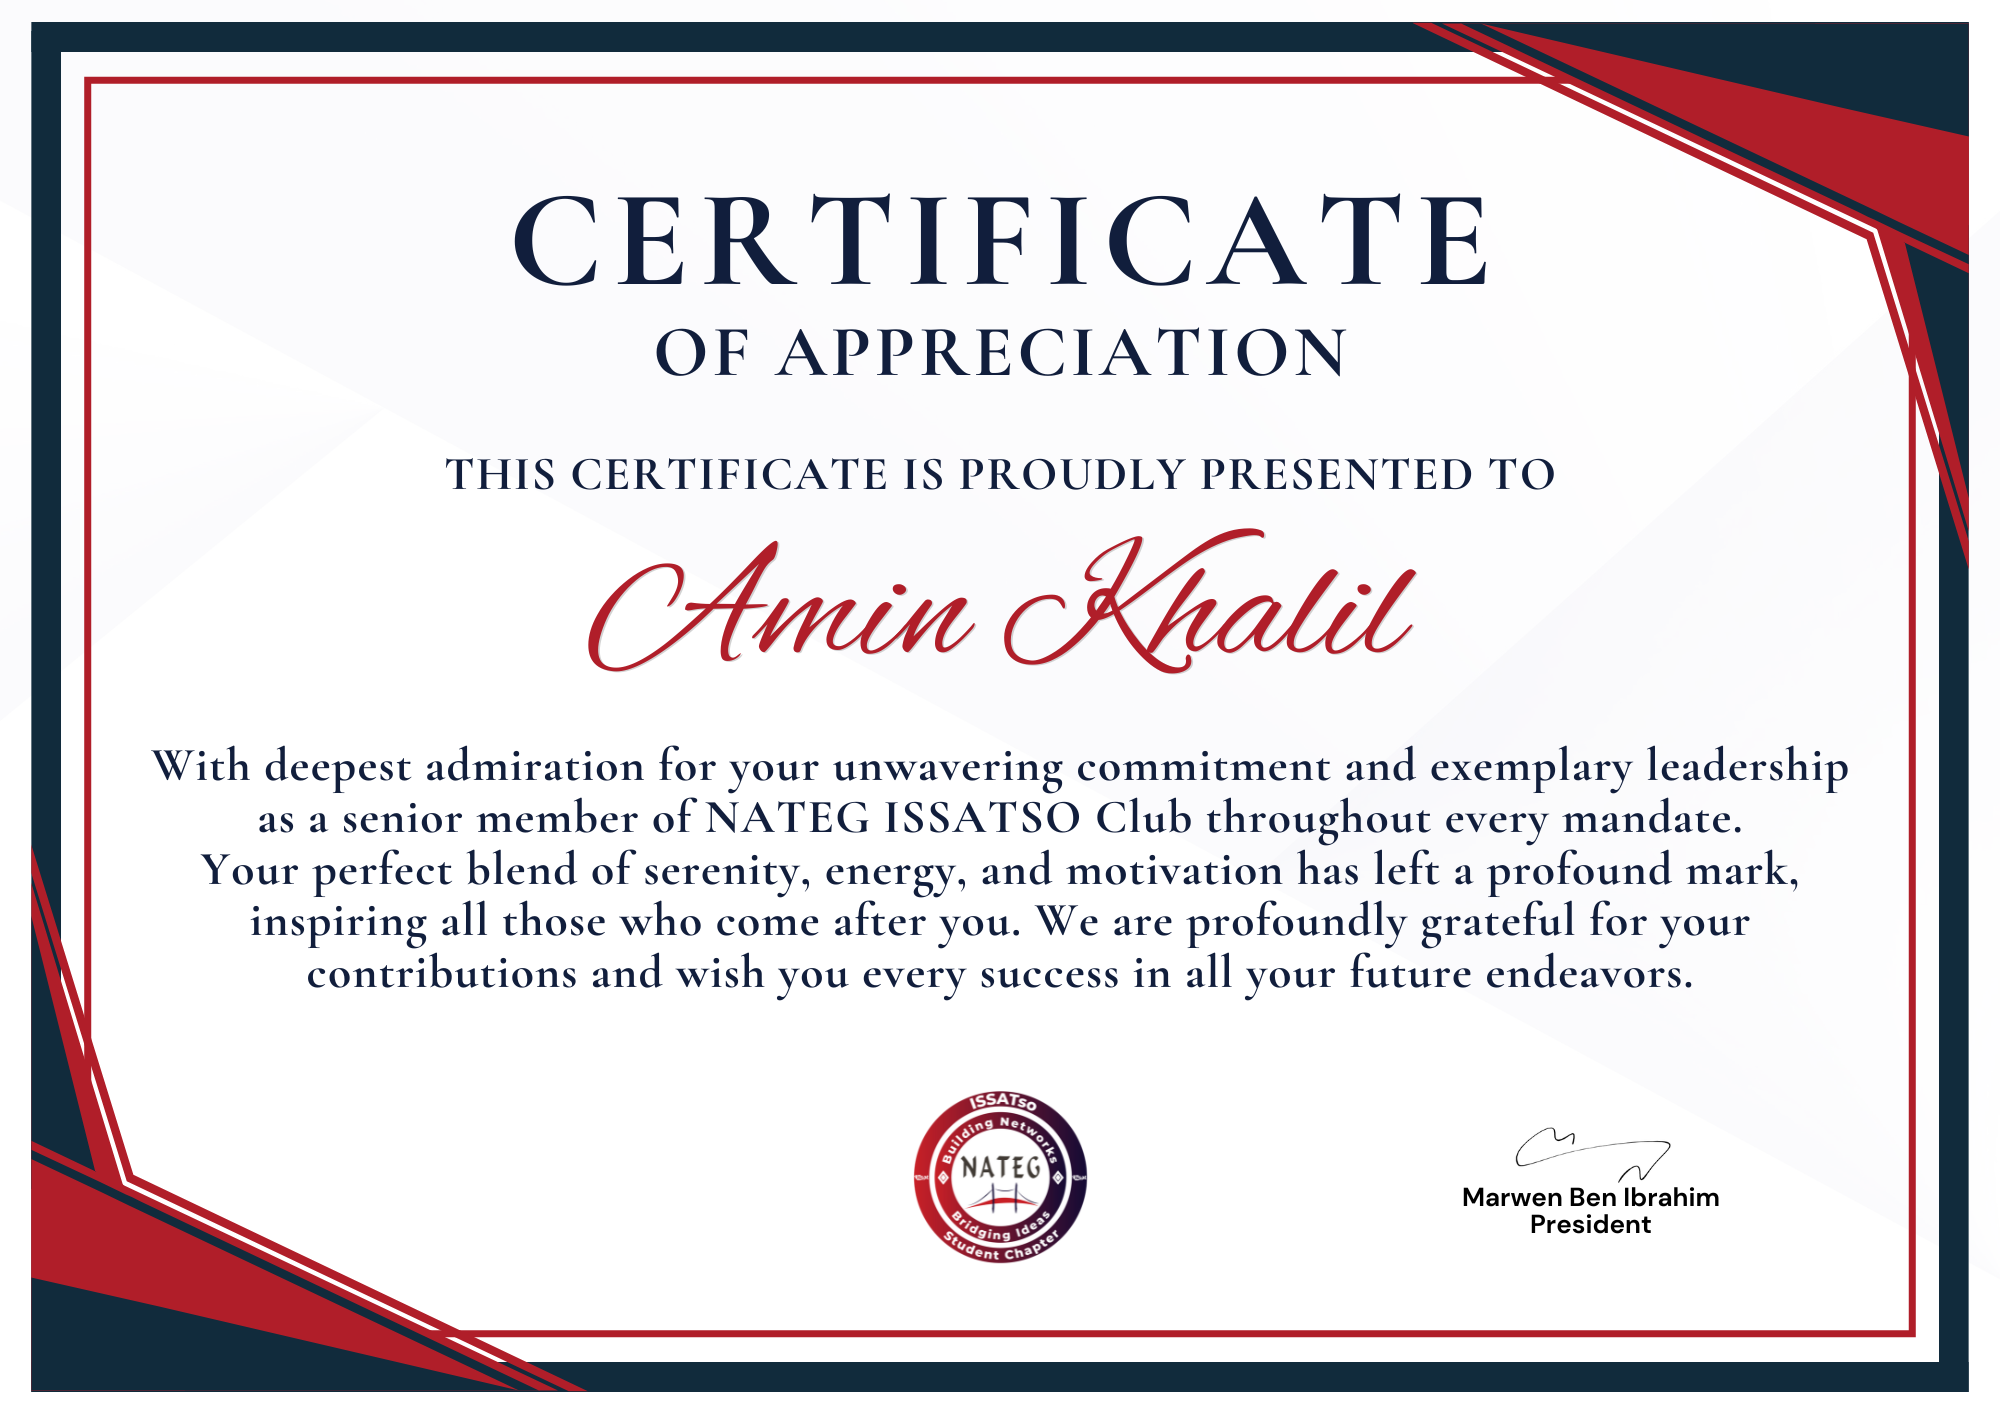 CERTIFICATE
OF APPRECIATION
THIS CERTIFICATE IS PROUDLY PRESENTED TO
Amin Khalil
With deepest admiration for your unwavering commitment and exemplary leadership
as a senior member of NATEG ISSATSO Club throughout every mandate.
Your perfect blend of serenity, energy, and motivation has left a profound mark,
inspiring all those who come after you. We are profoundly grateful for your
contributions and wish you every success in all your future endeavors.
ISSATso
Building Networks
NATEG
Bridging Ideas
Student Chapter
Marwen Ben Ibrahim
President